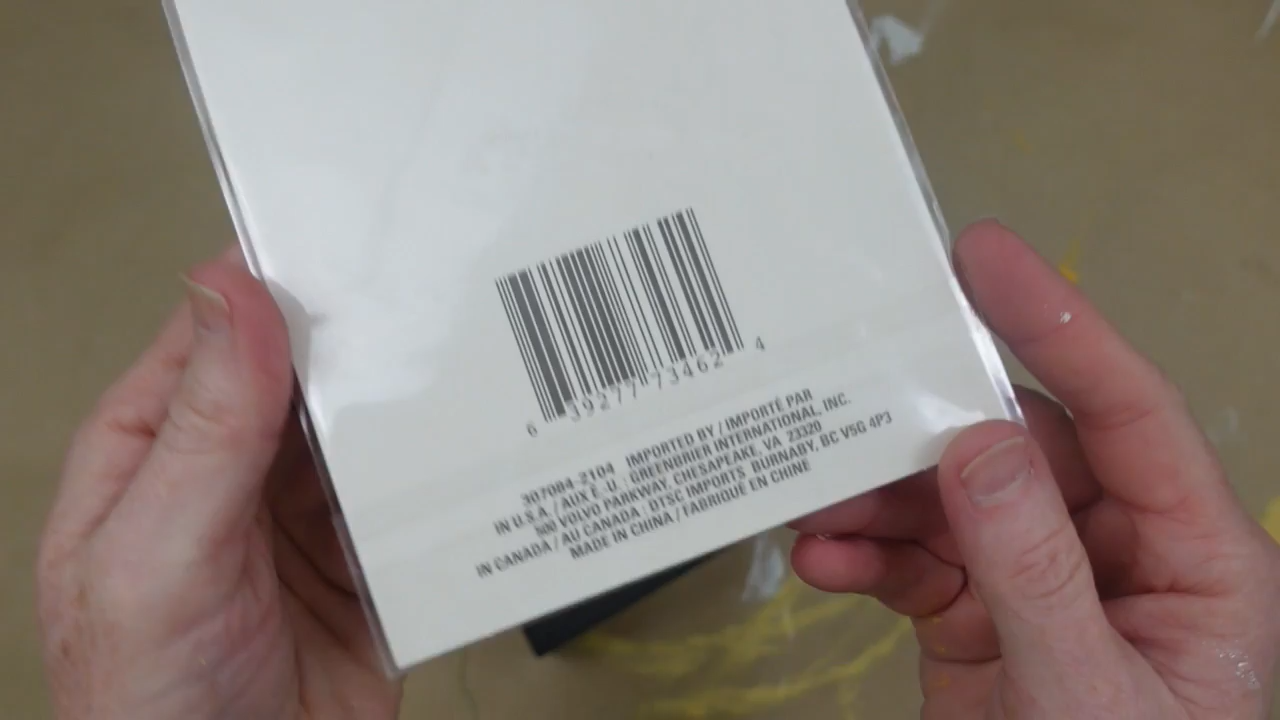 6 39277 73462 4
307084-2104 IMPORTED BY / IMPORTÉ PAR
IN U.S.A. / AUX É.-U. : GREENBRIER INTERNATIONAL, INC.
500 VOLVO PARKWAY, CHESAPEAKE, VA 23320
IN CANADA / AU CANADA : DTSC IMPORTS BURNABY, BC V5G 4P3
MADE IN CHINA / FABRIQUÉ EN CHINE